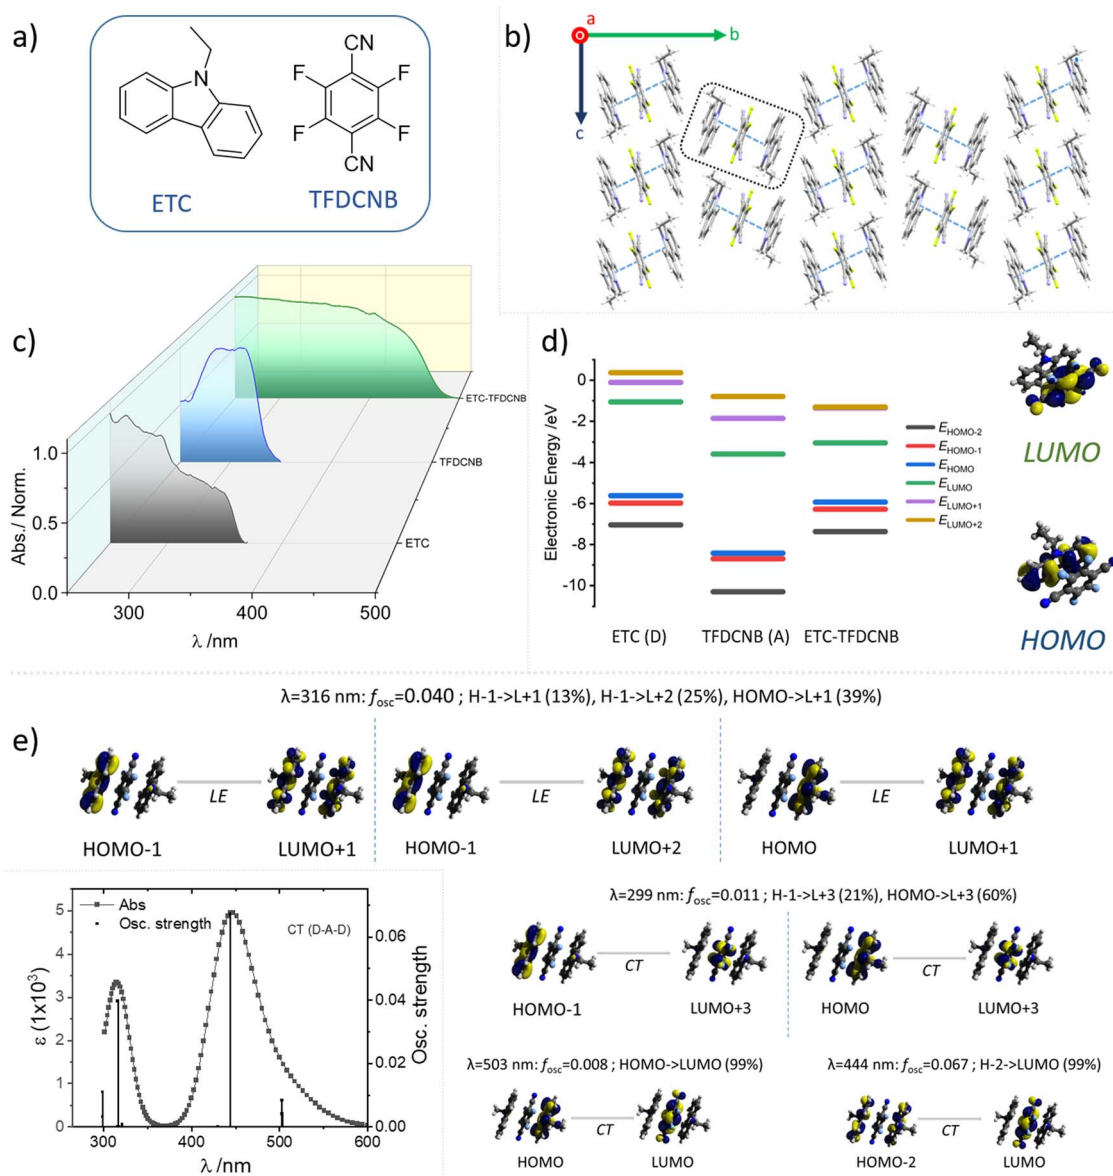 a)
N
ETC
CN
F
F
F
F
CN
TFDCNB
b)
a
o
b
c
c)
Abs./ Norm.
1.0
0.5
0.0
300
400
500
λ /nm
ETC-TFDCNB
TFDCNB
ETC
d)
Electronic Energy /eV
0
-2
-4
-6
-8
-10
ETC (D)
TFDCNB (A)
ETC-TFDCNB
E HOMO-2
E HOMO-1
E HOMO
E LUMO
E LUMO+1
E LUMO+2
LUMO
HOMO
λ=316 nm: fosc=0.040 ; H-1->L+1 (13%), H-1->L+2 (25%), HOMO->L+1 (39%)
e)
LE
LE
LE
HOMO-1
LUMO+1
HOMO-1
LUMO+2
HOMO
LUMO+1
Abs
Osc. strength
CT (D-A-D)
ε (1x10³)
5
4
3
2
1
0
300
400
500
600
λ /nm
0.06
0.04
0.02
0.00
Osc. strength
λ=299 nm: fosc=0.011 ; H-1->L+3 (21%), HOMO->L+3 (60%)
CT
CT
HOMO-1
LUMO+3
HOMO
LUMO+3
λ=503 nm: fosc=0.008 ; HOMO->LUMO (99%)
CT
HOMO
LUMO
λ=444 nm: fosc=0.067 ; H-2->LUMO (99%)
CT
HOMO-2
LUMO